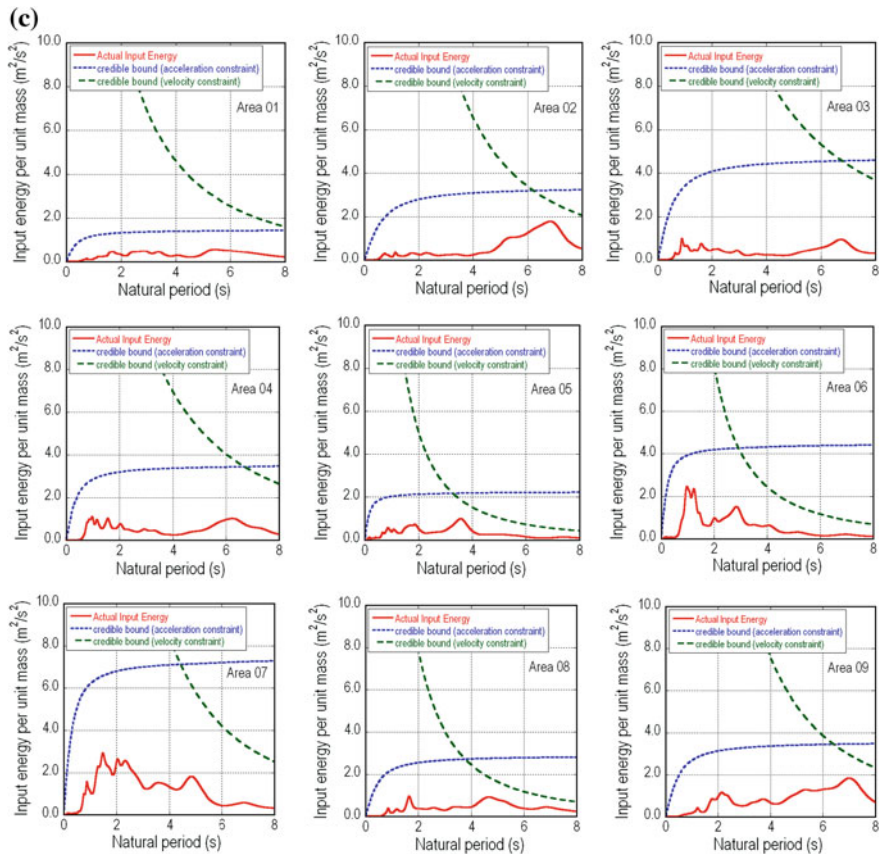 (c)
Input energy per unit mass (m²/s²)
10.0
8.0
6.0
4.0
2.0
0.0
Actual Input Energy
credible bound (acceleration constraint)
credible bound (velocity constraint)
Area 01
0 2 4 6 8
Natural period (s)
Input energy per unit mass (m²/s²)
10.0
8.0
6.0
4.0
2.0
0.0
Actual Input Energy
credible bound (acceleration constraint)
credible bound (velocity constraint)
Area 02
0 2 4 6 8
Natural period (s)
Input energy per unit mass (m²/s²)
10.0
8.0
6.0
4.0
2.0
0.0
Actual Input Energy
credible bound (acceleration constraint)
credible bound (velocity constraint)
Area 03
0 2 4 6 8
Natural period (s)
Input energy per unit mass (m²/s²)
10.0
8.0
6.0
4.0
2.0
0.0
Actual Input Energy
credible bound (acceleration constraint)
credible bound (velocity constraint)
Area 04
0 2 4 6 8
Natural period (s)
Input energy per unit mass (m²/s²)
10.0
8.0
6.0
4.0
2.0
0.0
Actual Input Energy
credible bound (acceleration constraint)
credible bound (velocity constraint)
Area 05
0 2 4 6 8
Natural period (s)
Input energy per unit mass (m²/s²)
10.0
8.0
6.0
4.0
2.0
0.0
Actual Input Energy
credible bound (acceleration constraint)
credible bound (velocity constraint)
Area 06
0 2 4 6 8
Natural period (s)
Input energy per unit mass (m²/s²)
10.0
8.0
6.0
4.0
2.0
0.0
Actual Input Energy
credible bound (acceleration constraint)
credible bound (velocity constraint)
Area 07
0 2 4 6 8
Natural period (s)
Input energy per unit mass (m²/s²)
10.0
8.0
6.0
4.0
2.0
0.0
Actual Input Energy
credible bound (acceleration constraint)
credible bound (velocity constraint)
Area 08
0 2 4 6 8
Natural period (s)
Input energy per unit mass (m²/s²)
10.0
8.0
6.0
4.0
2.0
0.0
Actual Input Energy
credible bound (acceleration constraint)
credible bound (velocity constraint)
Area 09
0 2 4 6 8
Natural period (s)